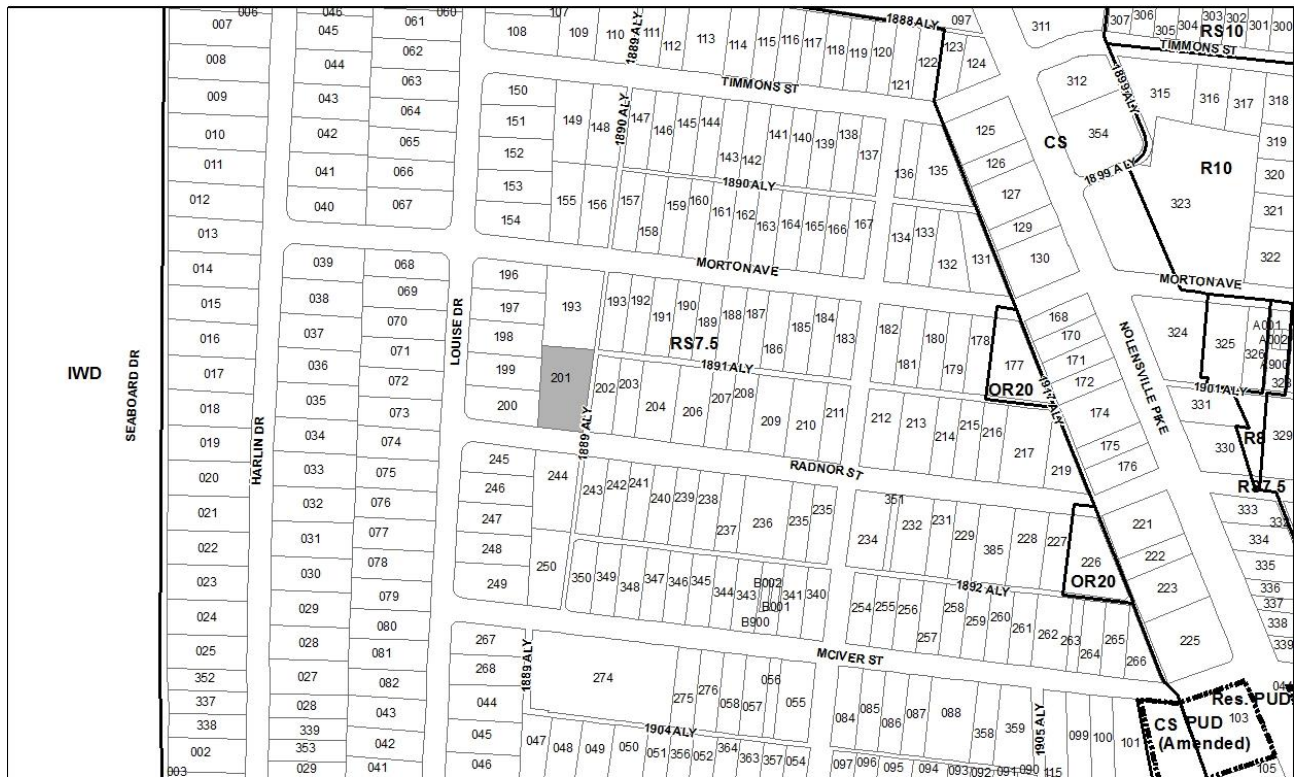 006 046 060 107 097 311 307 306 305 304 303 302 301 300
007 045 061 108 109 110 1889 ALY 111 112 113 114 115 116 117 118 119 120 121 122 123 124 1888 ALY RS10
TIMMONS ST
008 044 062 TIMMONS ST 312 1899 ALY 315 316 317 318
009 043 063 150 149 148 1890 ALY 147 146 145 144 143 142 141 140 139 138 137 136 135 125 CS 354 319
010 042 064 151 126 1899 ALY R10 320
011 041 065 152 127 323 321
012 040 066 153 155 156 157 158 159 160 161 162 163 164 165 166 167 134 133 132 131 129 130 322
1890 ALY
013 067 154
MORTON AVE
MORTON AVE
014 039 068 196 193 193 192 191 190 189 188 187 186 185 184 183 182 181 180 179 178 177 168 170 171 172 324 325 326 A001 A002 A900 328
015 038 069 197
016 037 070 198 RS7.5
IWD
SEABOARD DR
HARLIN DR
LOUISE DR
NOLENSVILLE PIKE
017 036 071 199 201 1891 ALY OR20 1917 ALY 1901 ALY
018 035 072 200 202 203 204 206 207 208 209 210 211 212 213 214 215 216 217 219 174 175 176 331 330 R8 329
019 034 073 1889 ALY
RADNOR ST
RS7.5
020 033 074 245 244 243 242 241 240 239 238 237 236 235 235 234 351 232 231 229 385 228 227 226 221 222 223 333 332
021 032 075 246 334
022 031 076 247 335
023 030 077 248 250 350 349 348 347 346 345 344 343 B002 B001 B900 341 340 1892 ALY OR20 336
024 029 078 249 254 255 256 257 258 259 260 261 262 263 264 265 266 225 337
025 028 079 338
352 027 080 267 1889 ALY 274 MCIVER ST 339
337 028 081 268 275 276 058 057 056 055 084 085 086 087 088 358 359 1905 ALY 099 100 101 Res. PUD
338 339 082 044 CS PUD 103
(Amended)
002 353 043 045 1904 ALY
003 029 042 046 047 048 049 050 051 356 052 364 363 357 054 097 096 095 094 093 092 091 090 115 105
041